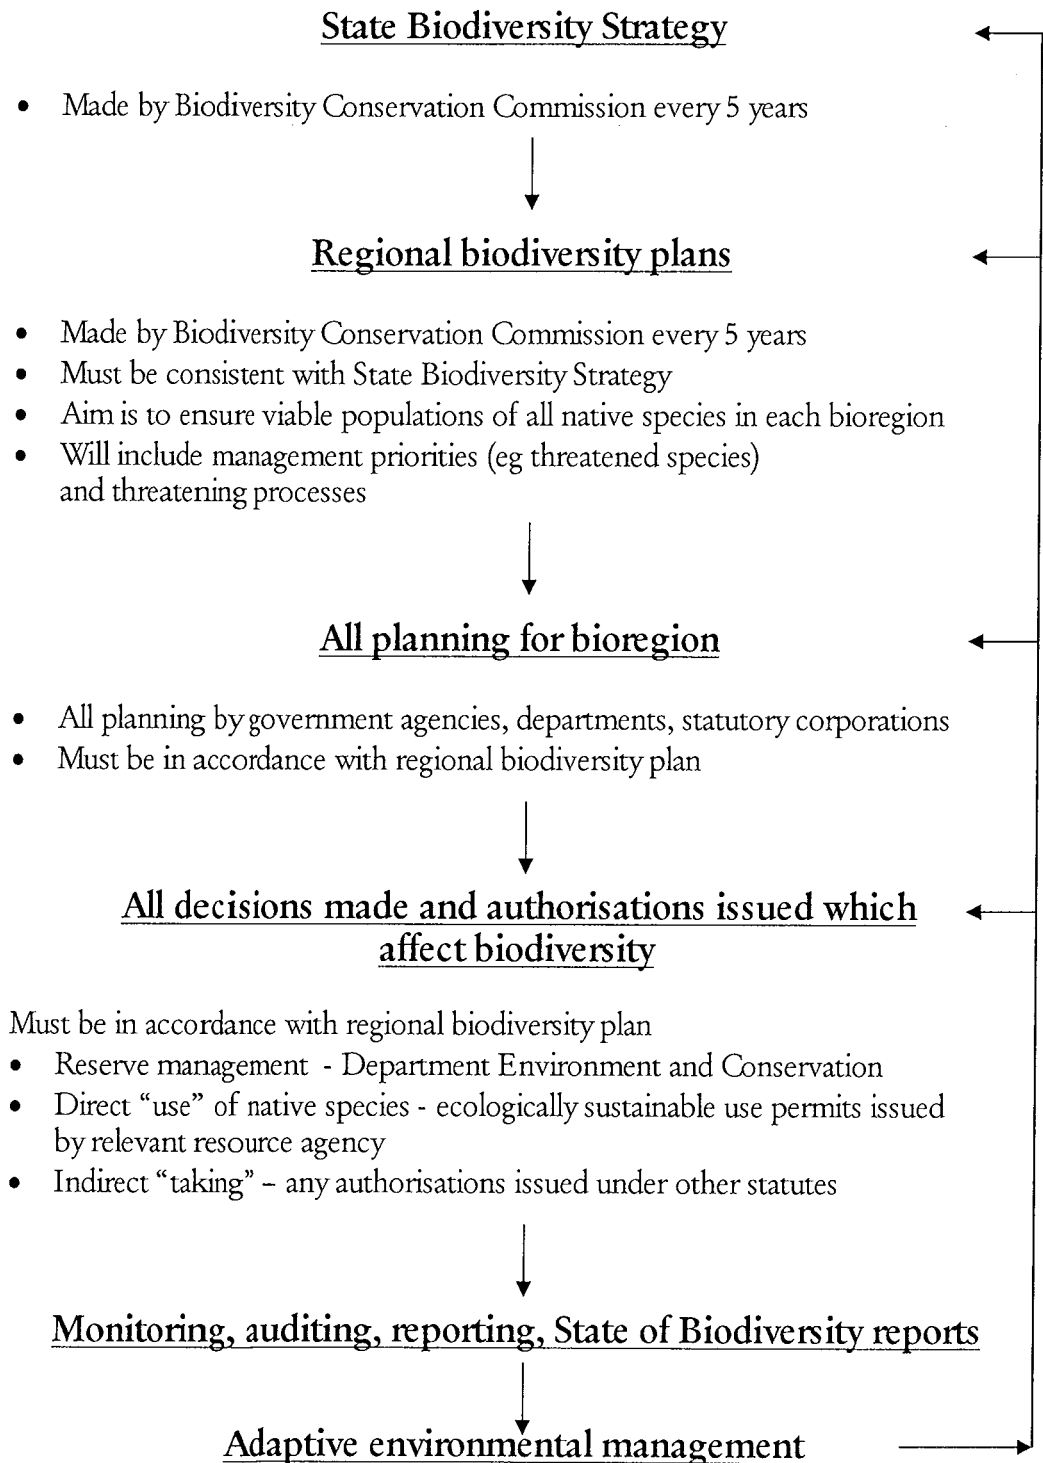 State Biodiversity Strategy
• Made by Biodiversity Conservation Commission every 5 years
Regional biodiversity plans
• Made by Biodiversity Conservation Commission every 5 years
• Must be consistent with State Biodiversity Strategy
• Aim is to ensure viable populations of all native species in each bioregion
• Will include management priorities (eg threatened species)
and threatening processes
All planning for bioregion
• All planning by government agencies, departments, statutory corporations
• Must be in accordance with regional biodiversity plan
All decisions made and authorisations issued which
affect biodiversity
Must be in accordance with regional biodiversity plan
• Reserve management - Department Environment and Conservation
• Direct “use” of native species - ecologically sustainable use permits issued
by relevant resource agency
• Indirect “taking” – any authorisations issued under other statutes
Monitoring, auditing, reporting, State of Biodiversity reports
Adaptive environmental management